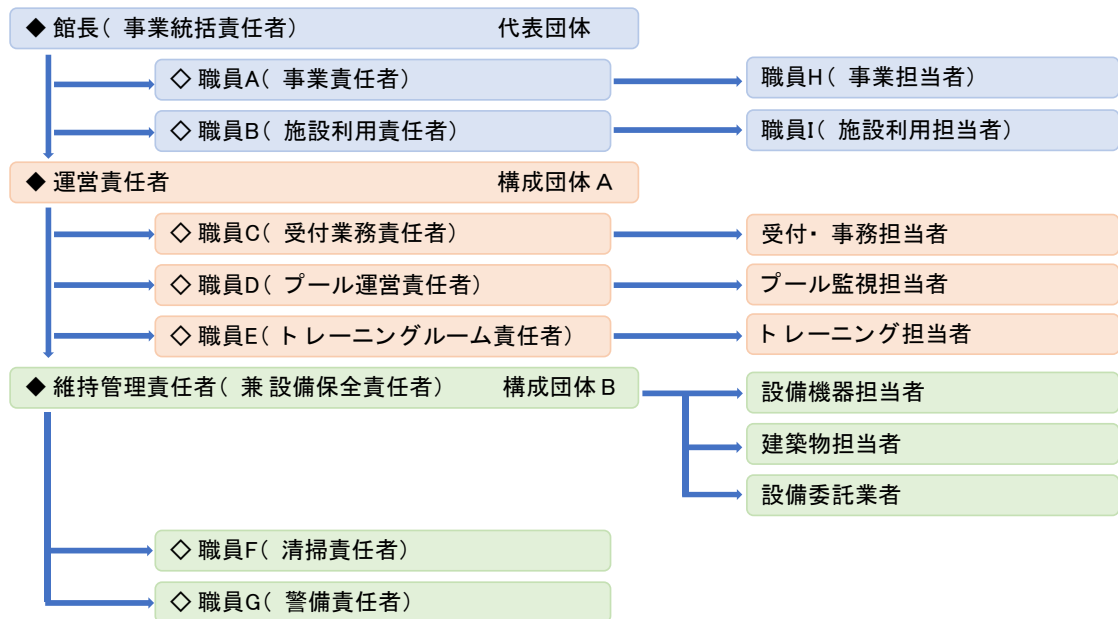 ◆ 館長( 事業統括責任者) 代表団体
◇ 職員A( 事業責任者)
職員H( 事業担当者)
◇ 職員B( 施設利用責任者)
職員I( 施設利用担当者)
◆ 運営責任者 構成団体 A
◇ 職員C( 受付業務責任者)
受付・ 事務担当者
◇ 職員D( プール運営責任者)
プール監視担当者
◇ 職員E( トレーニングルーム責任者)
トレーニング担当者
◆ 維持管理責任者( 兼 設備保全責任者) 構成団体 B
設備機器担当者
建築物担当者
設備委託業者
◇ 職員F( 清掃責任者)
◇ 職員G( 警備責任者)